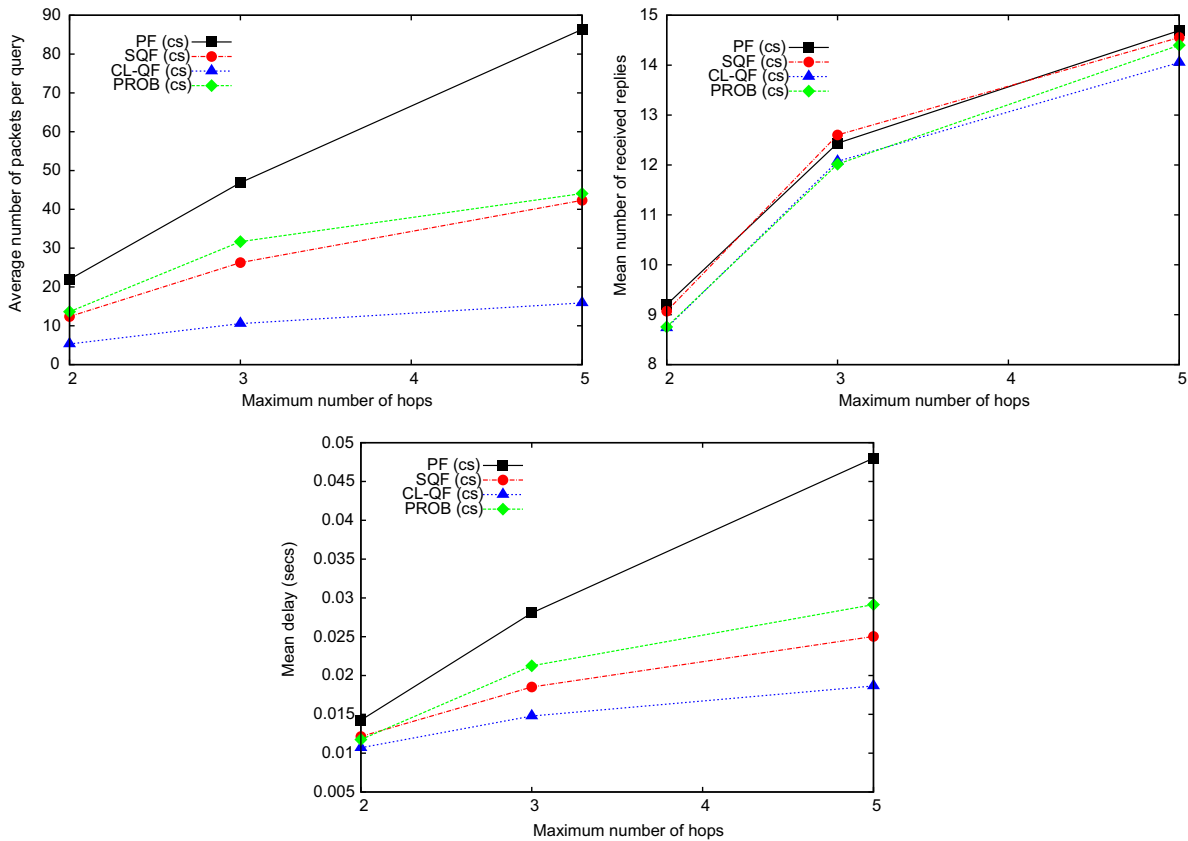 90
80
70
60
50
40
30
20
10
0
Average number of packets per query
PF (cs)
SQF (cs)
CL-QF (cs)
PROB (cs)
2 3 4 5
Maximum number of hops
15
14
13
12
11
10
9
8
Mean number of received replies
PF (cs)
SQF (cs)
CL-QF (cs)
PROB (cs)
2 3 4 5
Maximum number of hops
0.05
0.045
0.04
0.035
0.03
0.025
0.02
0.015
0.01
0.005
Mean delay (secs)
PF (cs)
SQF (cs)
CL-QF (cs)
PROB (cs)
2 3 4 5
Maximum number of hops